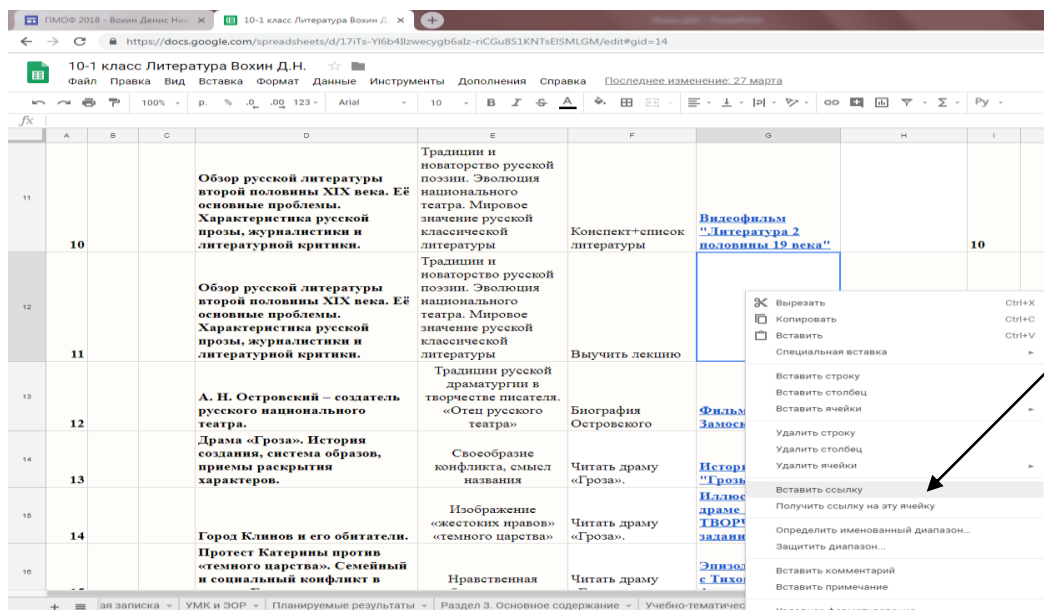 ПМОФ 2018 - Вохин Денис Ник
10-1 класс Литература Вохин Д
https://docs.google.com/spreadsheets/d/17iTs-Yl6b4llzwecygb6alz-riCGu8S1KNTsElSMLGM/edit#gid=14
10-1 класс Литература Вохин Д.Н.
Файл Правка Вид Вставка Формат Данные Инструменты Дополнения Справка Последнее изменение: 27 марта
100% р. % .0 .00 123 Arial 10 B I S A Σ Ру
fx
A B C D E F G H I
11
10
Обзор русской литературы
второй половины XIX века. Её
основные проблемы.
Характеристика русской
прозы, журналистики и
литературной критики.
Традиции и
новаторство русской
поэзии. Эволюция
национального
театра. Мировое
значение русской
классической
литературы
Конспект+список
литературы
Видеофильм
"Литература 2
половины 19 века"
10
12
11
Обзор русской литературы
второй половины XIX века. Её
основные проблемы.
Характеристика русской
прозы, журналистики и
литературной критики.
Традиции и
новаторство русской
поэзии. Эволюция
национального
театра. Мировое
значение русской
классической
литературы
Выучить лекцию
13
12
А. Н. Островский – создатель
русского национального
театра.
Традиции русской
драматургии в
творчестве писателя.
«Отец русского
театра»
Биография
Островского
Фильм
Замоск
14
13
Драма «Гроза». История
создания, система образов,
приемы раскрытия
характеров.
Своеобразие
конфликта, смысл
названия
Читать драму
«Гроза».
Истори
"Грозы
15
14
Город Клинов и его обитатели.
Изображение
«жестоких нравов»
«темного царства»
Читать драму
«Гроза».
Иллюс
драме
ТВОРЧ
задани
16
Протест Катерины против
«темного царства». Семейный
и социальный конфликт в
Нравственная
Читать драму
Эпизод
с Тихо
Вырезать Ctrl+X
Копировать Ctrl+C
Вставить Ctrl+V
Специальная вставка
Вставить строку
Вставить столбец
Вставить ячейки
Удалить строку
Удалить столбец
Удалить ячейки
Вставить ссылку
Получить ссылку на эту ячейку
Определить именованный диапазон...
Защитить диапазон...
Вставить комментарий
Вставить примечание
ая записка УМК и ЭОР Планируемые результаты Раздел 3. Основное содержание Учебно-тематичес